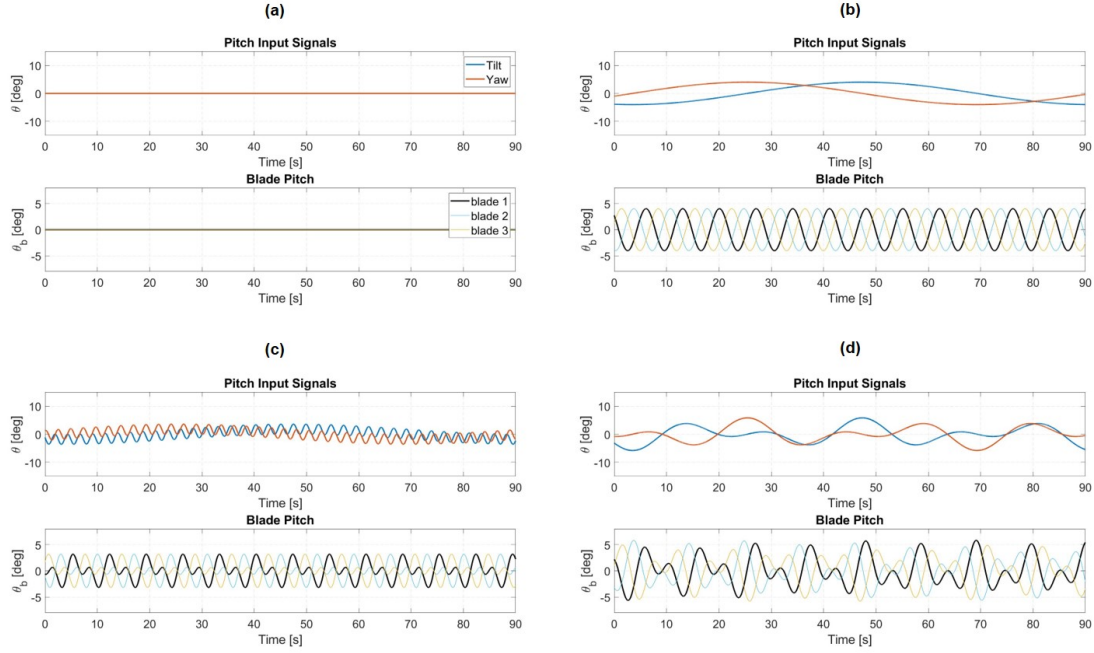 (a)
Pitch Input Signals
10
0
-10
θ [deg]
Tilt
Yaw
0 10 20 30 40 50 60 70 80 90
Time [s]
Blade Pitch
5
0
-5
θb [deg]
blade 1
blade 2
blade 3
0 10 20 30 40 50 60 70 80 90
Time [s]
(b)
Pitch Input Signals
10
0
-10
θ [deg]
0 10 20 30 40 50 60 70 80 90
Time [s]
Blade Pitch
5
0
-5
θb [deg]
0 10 20 30 40 50 60 70 80 90
Time [s]
(c)
Pitch Input Signals
10
0
-10
θ [deg]
0 10 20 30 40 50 60 70 80 90
Time [s]
Blade Pitch
5
0
-5
θb [deg]
0 10 20 30 40 50 60 70 80 90
Time [s]
(d)
Pitch Input Signals
10
0
-10
θ [deg]
0 10 20 30 40 50 60 70 80 90
Time [s]
Blade Pitch
5
0
-5
θb [deg]
0 10 20 30 40 50 60 70 80 90
Time [s]